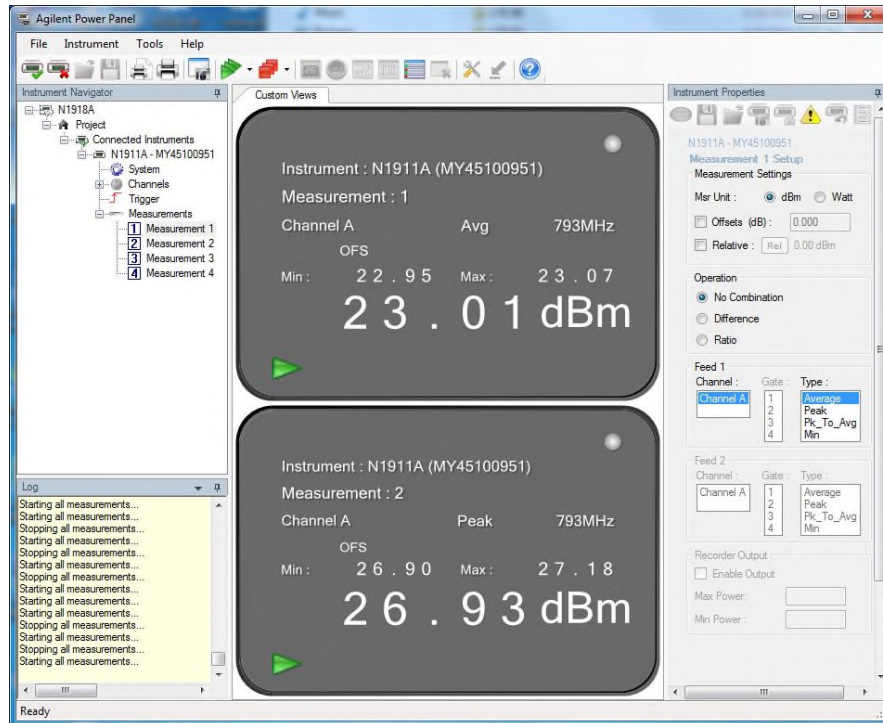 Agilent Power Panel
File Instrument Tools Help
Instrument Navigator
N1918A
Project
Connected Instruments
N1911A - MY45100951
System
Channels
Trigger
Measurements
1 Measurement 1
2 Measurement 2
3 Measurement 3
4 Measurement 4
Log
Starting all measurements...
Starting all measurements...
Stopping all measurements...
Starting all measurements...
Stopping all measurements...
Starting all measurements...
Stopping all measurements...
Starting all measurements...
Starting all measurements...
Starting all measurements...
Stopping all measurements...
Starting all measurements...
Stopping all measurements...
Starting all measurements...
Custom Views
Instrument : N1911A (MY45100951)
Measurement : 1
Channel A Avg 793MHz
OFS
Min : 22.95 Max : 23.07
23.01 dBm
Instrument : N1911A (MY45100951)
Measurement : 2
Channel A Peak 793MHz
OFS
Min : 26.90 Max : 27.18
26.93 dBm
Instrument Properties
N1911A - MY45100951
Measurement 1 Setup
Measurement Settings
Msr Unit : dBm Watt
Offsets (dB) : 0.000
Relative : Rel 0.00 dBm
Operation
No Combination
Difference
Ratio
Feed 1
Channel : Gate : Type :
Channel A 1 Average
2 Peak
3 Pk_To_Avg
4 Min
Feed 2
Channel : Gate : Type :
Channel A 1 Average
2 Peak
3 Pk_To_Avg
4 Min
Recorder Output
Enable Output
Max Power:
Min Power :
Ready